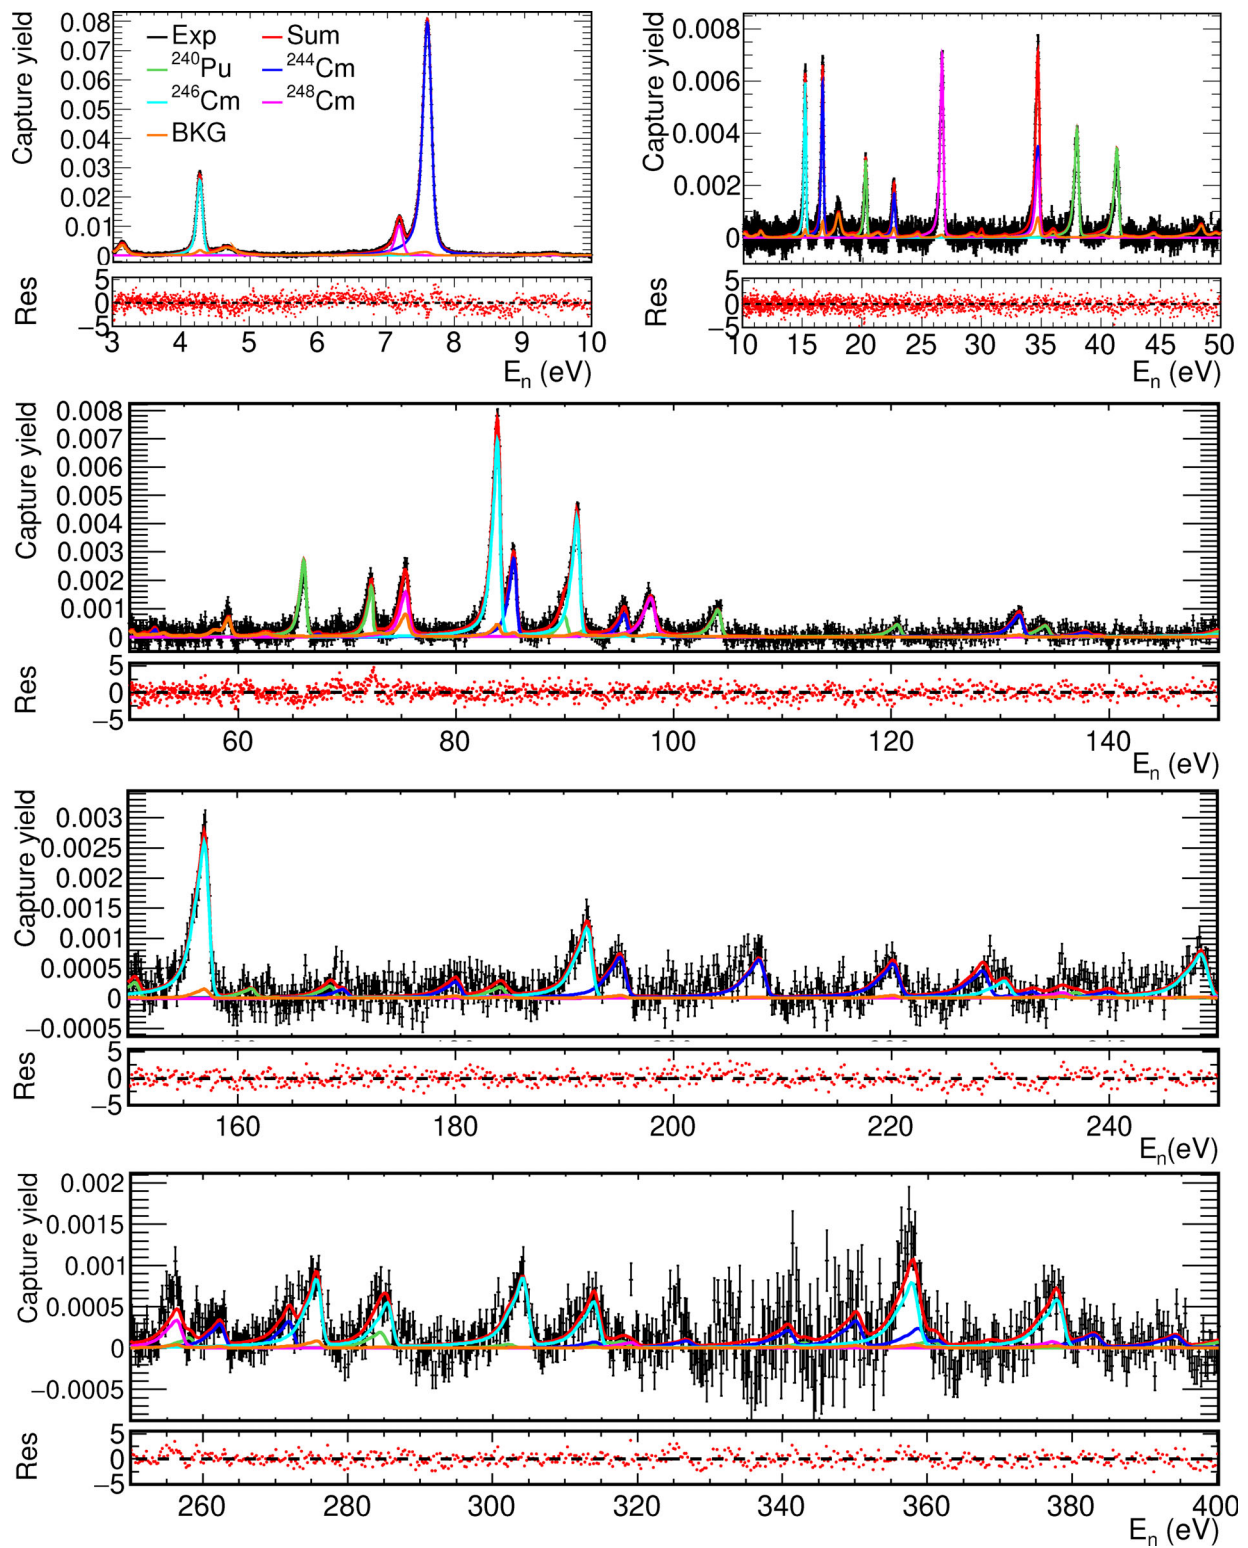 Capture yield
0.08
0.07
0.06
0.05
0.04
0.03
0.02
0.01
0
Exp Sum
240Pu 244Cm
246Cm 248Cm
BKG
Res
5
0
−5
3 4 5 6 7 8 9 10
En (eV)
Capture yield
0.008
0.006
0.004
0.002
0
Res
5
0
−5
10 15 20 25 30 35 40 45 50
En (eV)
Capture yield
0.008
0.007
0.006
0.005
0.004
0.003
0.002
0.001
0
Res
5
0
−5
60 80 100 120 140
En (eV)
Capture yield
0.003
0.0025
0.002
0.0015
0.001
0.0005
0
−0.0005
Res
5
0
−5
160 180 200 220 240
En(eV)
Capture yield
0.002
0.0015
0.001
0.0005
0
−0.0005
Res
5
0
−5
260 280 300 320 340 360 380 400
En (eV)